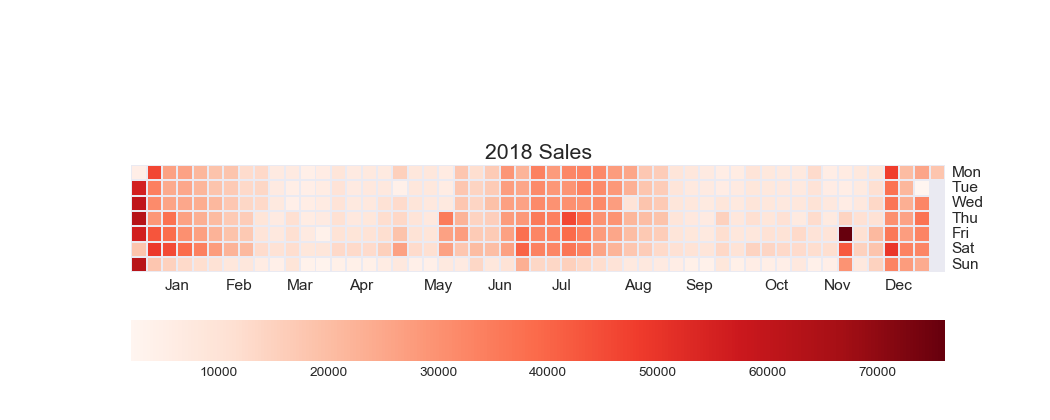 2018 Sales
Mon
Tue
Wed
Thu
Fri
Sat
Sun
Jan Feb Mar Apr May Jun Jul Aug Sep Oct Nov Dec
10000 20000 30000 40000 50000 60000 70000